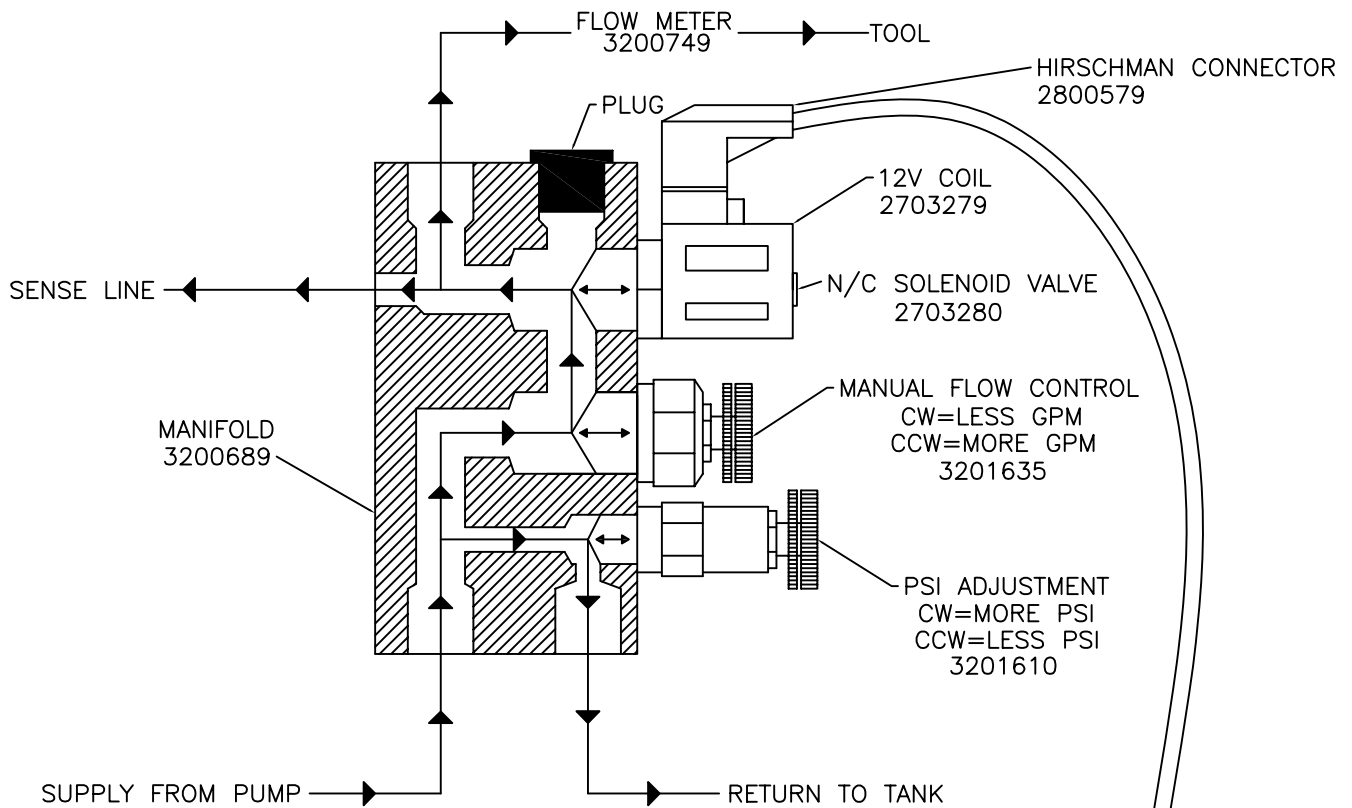 FLOW METER
3200749
TOOL
HIRSCHMAN CONNECTOR
2800579
PLUG
12V COIL
2703279
SENSE LINE
N/C SOLENOID VALVE
2703280
MANUAL FLOW CONTROL
CW=LESS GPM
CCW=MORE GPM
3201635
MANIFOLD
3200689
PSI ADJUSTMENT
CW=MORE PSI
CCW=LESS PSI
3201610
SUPPLY FROM PUMP
RETURN TO TANK